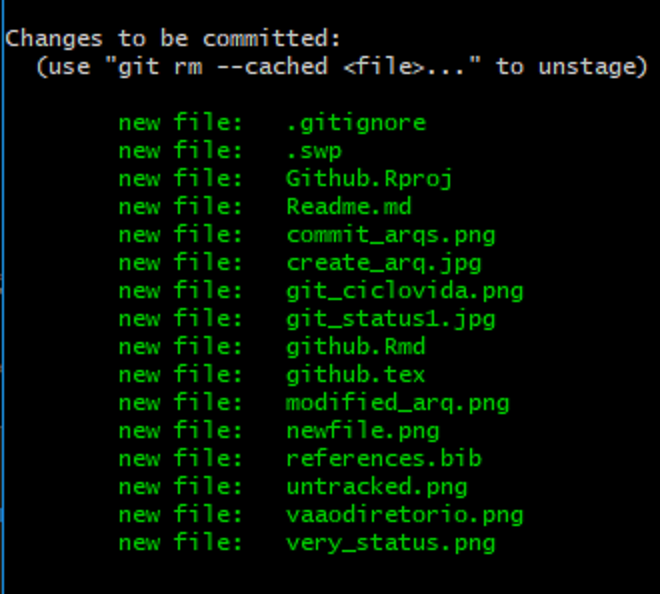 Changes to be committed:
(use "git rm --cached <file>..." to unstage)
new file: .gitignore
new file: .swp
new file: Github.Rproj
new file: Readme.md
new file: commit_arqs.png
new file: create_arq.jpg
new file: git_ciclovida.png
new file: git_status1.jpg
new file: github.Rmd
new file: github.tex
new file: modified_arq.png
new file: newfile.png
new file: references.bib
new file: untracked.png
new file: vaaodiretorio.png
new file: very_status.png